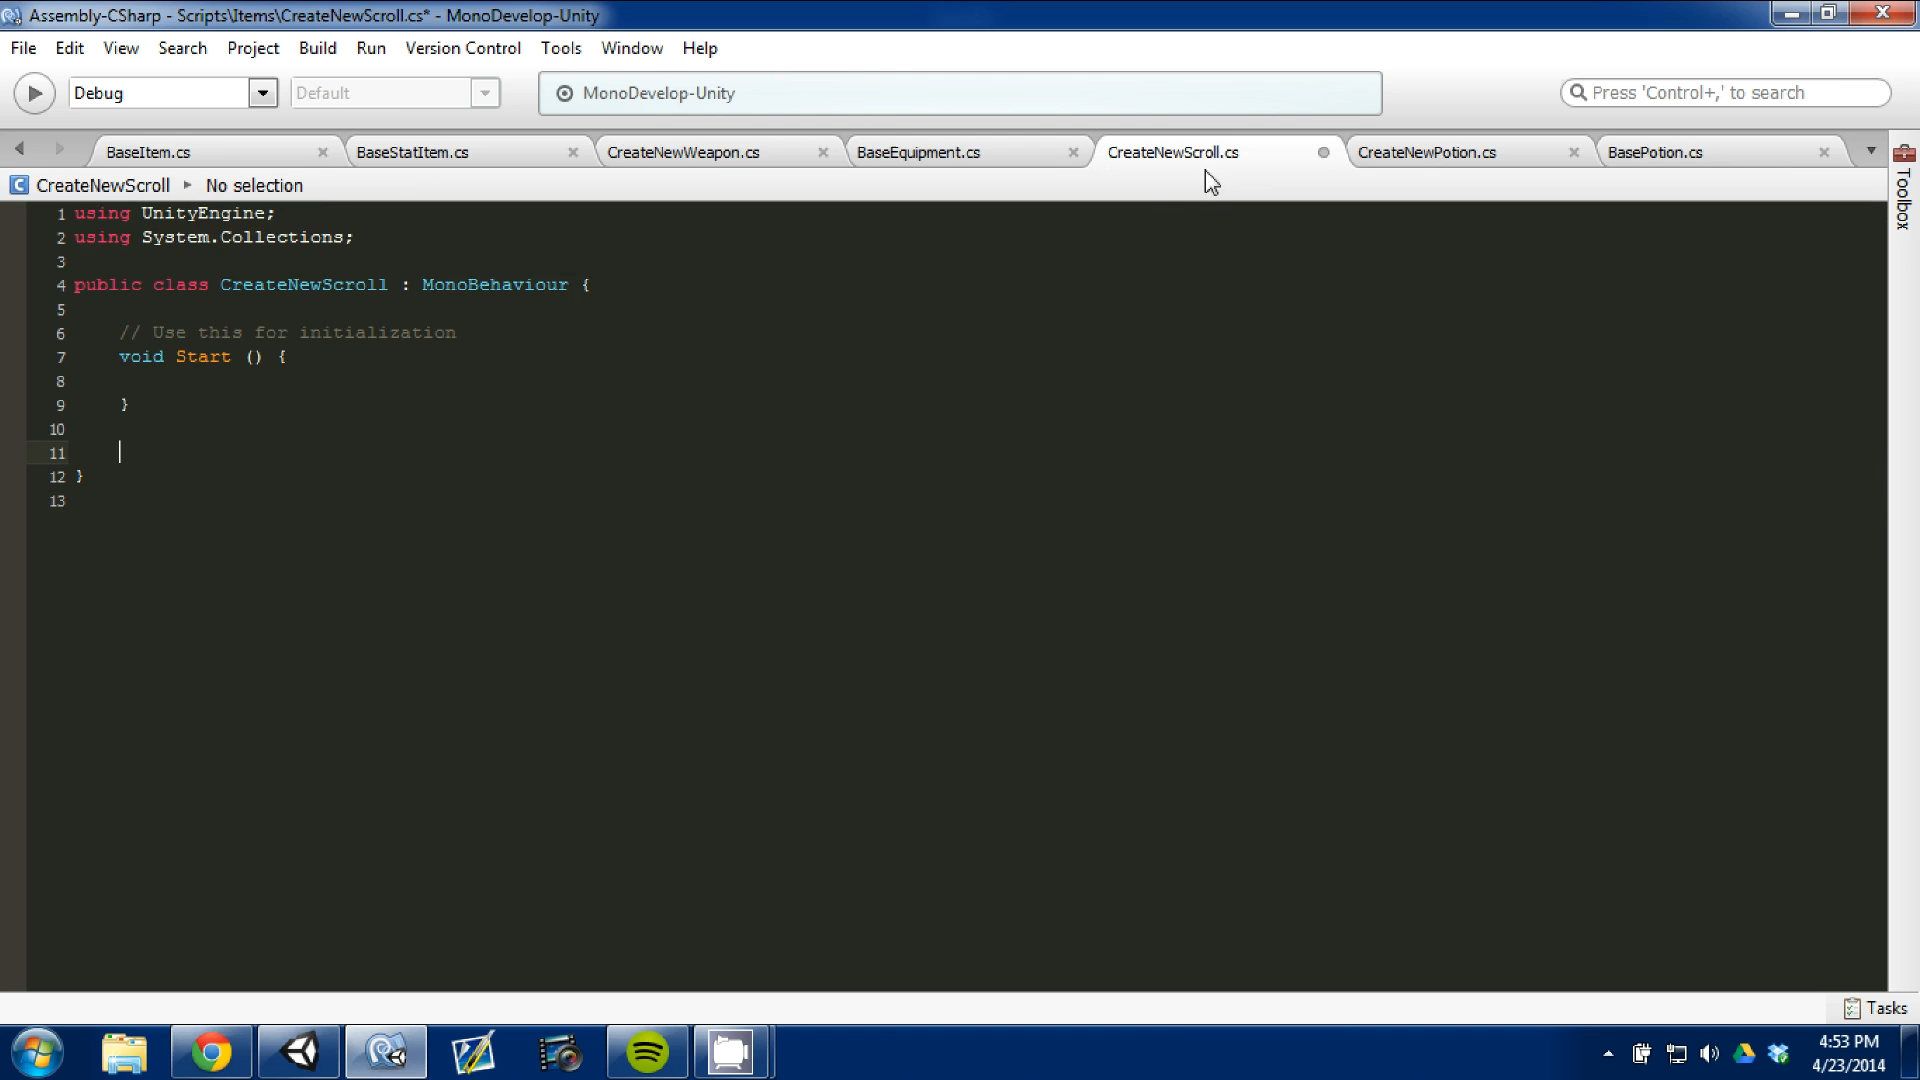 Assembly-CSharp - Scripts\Items\CreateNewScroll.cs* - MonoDevelop-Unity
File Edit View Search Project Build Run Version Control Tools Window Help
Debug Default MonoDevelop-Unity Press 'Control+,' to search
BaseItem.cs BaseStatItem.cs CreateNewWeapon.cs BaseEquipment.cs CreateNewScroll.cs CreateNewPotion.cs BasePotion.cs
CreateNewScroll No selection
Toolbox
1 using UnityEngine;
2 using System.Collections;
3
4 public class CreateNewScroll : MonoBehaviour {
5
6 // Use this for initialization
7 void Start () {
8
9 }
10
11
12 }
13
Tasks
4:53 PM
4/23/2014